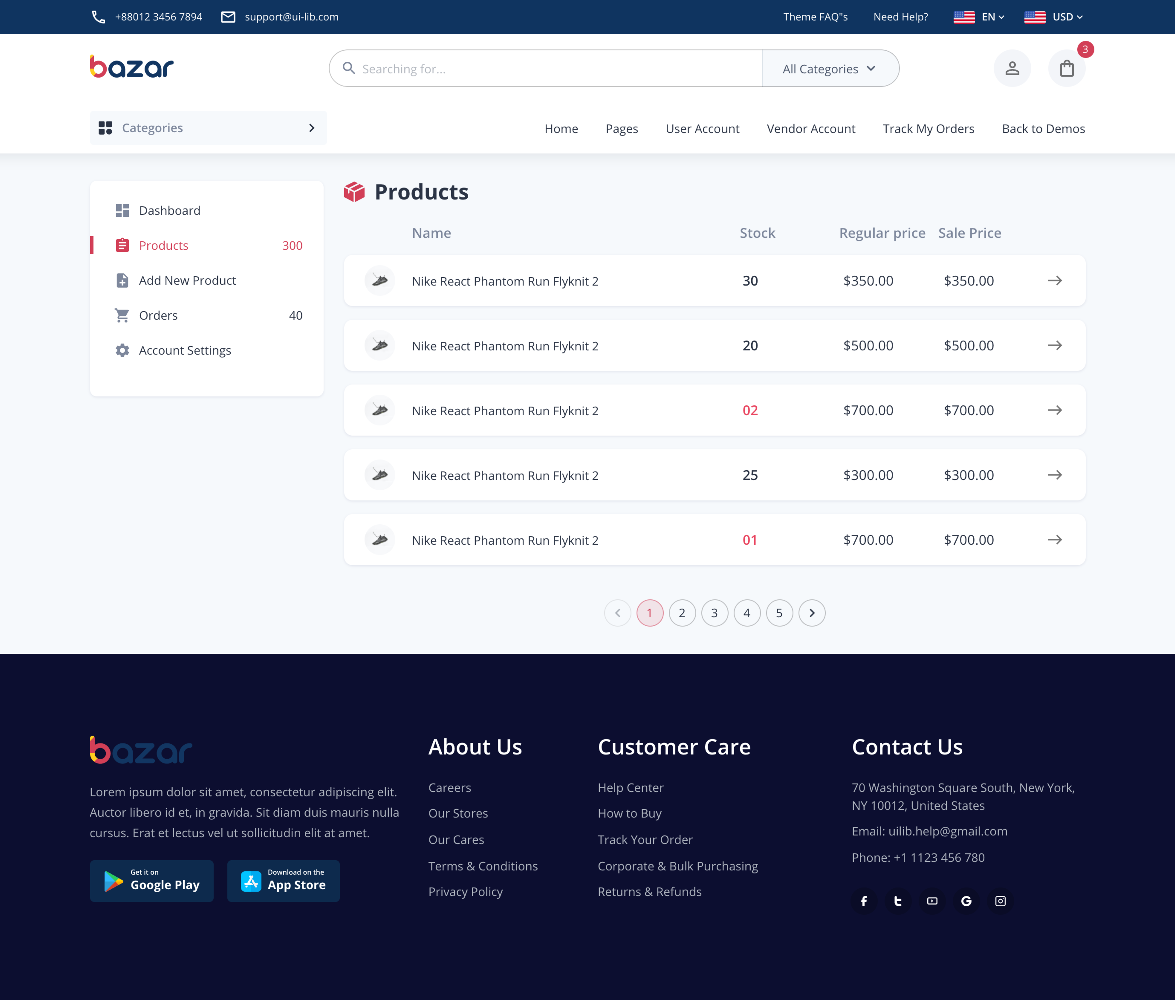 +88012 3456 7894 support@ui-lib.com Theme FAQ"s Need Help? EN USD
bazar Searching for... All Categories 3
Categories Home Pages User Account Vendor Account Track My Orders Back to Demos
Dashboard
Products 300
Add New Product
Orders 40
Account Settings
Products
Name Stock Regular price Sale Price
Nike React Phantom Run Flyknit 2 30 $350.00 $350.00
Nike React Phantom Run Flyknit 2 20 $500.00 $500.00
Nike React Phantom Run Flyknit 2 02 $700.00 $700.00
Nike React Phantom Run Flyknit 2 25 $300.00 $300.00
Nike React Phantom Run Flyknit 2 01 $700.00 $700.00
1 2 3 4 5
bazar
Lorem ipsum dolor sit amet, consectetur adipiscing elit.
Auctor libero id et, in gravida. Sit diam duis mauris nulla
cursus. Erat et lectus vel ut sollicitudin elit at amet.
Get it on
Google Play
Download on the
App Store
About Us
Careers
Our Stores
Our Cares
Terms & Conditions
Privacy Policy
Customer Care
Help Center
How to Buy
Track Your Order
Corporate & Bulk Purchasing
Returns & Refunds
Contact Us
70 Washington Square South, New York,
NY 10012, United States
Email: uilib.help@gmail.com
Phone: +1 1123 456 780